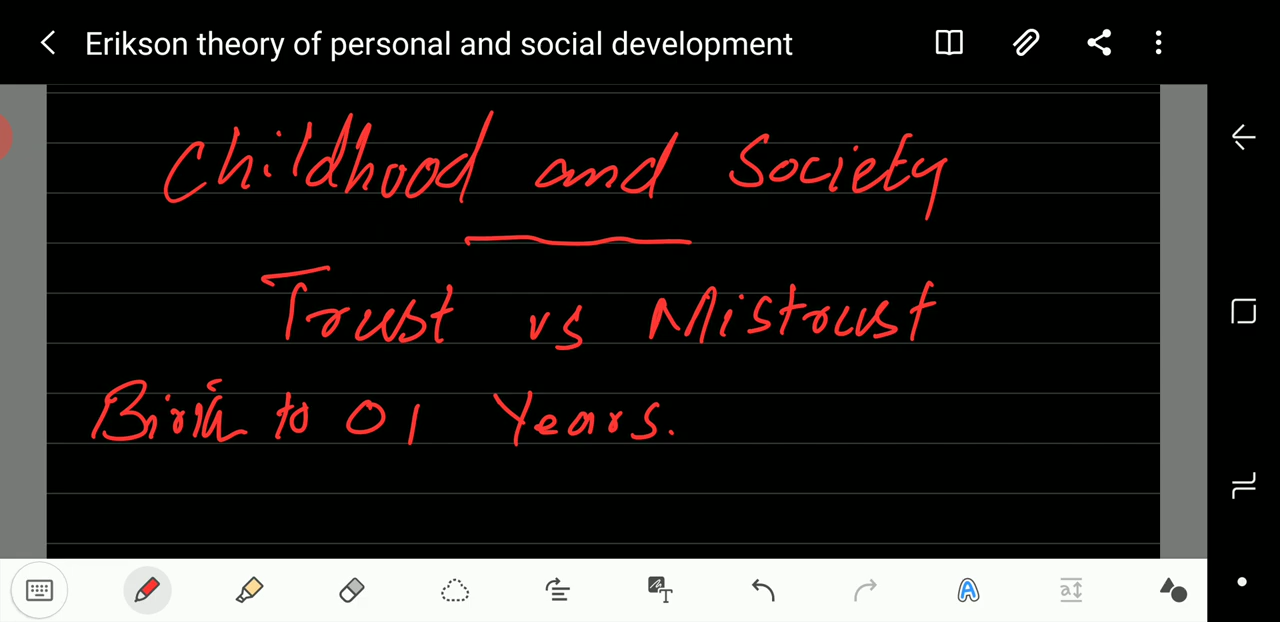 Erikson theory of personal and social development
Childhood and Society
Trust vs Mistrust
Birth to 01 Years.